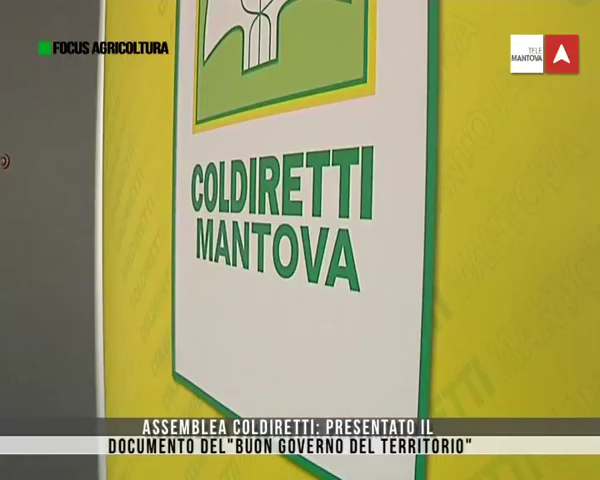 FOCUS AGRICOLTURA
TELE
MANTOVA
COLDIRETTI
MANTOVA
ASSEMBLEA COLDIRETTI: PRESENTATO IL
DOCUMENTO DEL"BUON GOVERNO DEL TERRITORIO"